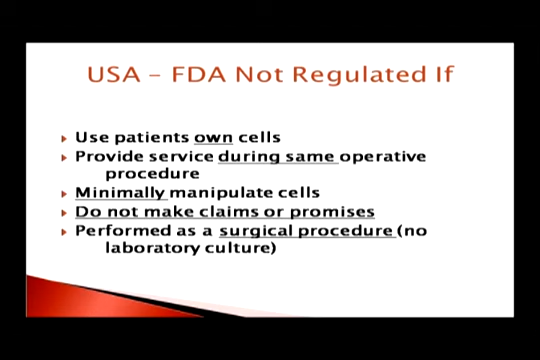 USA – FDA Not Regulated If
Use patients own cells
Provide service during same operative
procedure
Minimally manipulate cells
Do not make claims or promises
Performed as a surgical procedure (no
laboratory culture)